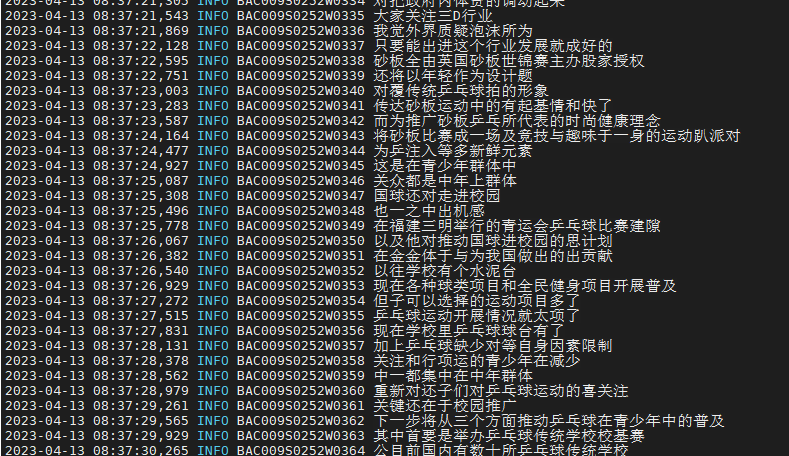 2023-04-13 08:37:21,305 INFO BAC009S0252W0334 对把政府内体资的调动起来
2023-04-13 08:37:21,543 INFO BAC009S0252W0335 大家关注三D行业
2023-04-13 08:37:21,869 INFO BAC009S0252W0336 我觉外界质疑泡沫所为
2023-04-13 08:37:22,128 INFO BAC009S0252W0337 只要能出进这个行业发展就成好的
2023-04-13 08:37:22,595 INFO BAC009S0252W0338 砂板全由英国砂板世锦赛主办股家授权
2023-04-13 08:37:22,751 INFO BAC009S0252W0339 还将以年轻作为设计题
2023-04-13 08:37:23,003 INFO BAC009S0252W0340 对覆传统乒乓球拍的形象
2023-04-13 08:37:23,283 INFO BAC009S0252W0341 传达砂板运动中的有起基情和快了
2023-04-13 08:37:23,587 INFO BAC009S0252W0342 而为推广砂板乒乓所代表的时尚健康理念
2023-04-13 08:37:24,164 INFO BAC009S0252W0343 将砂板比赛成一场及竞技与趣味于一身的运动趴派对
2023-04-13 08:37:24,477 INFO BAC009S0252W0344 为乒注入等多新鲜元素
2023-04-13 08:37:24,927 INFO BAC009S0252W0345 这是在青少年群体中
2023-04-13 08:37:25,087 INFO BAC009S0252W0346 关众都是中年上群体
2023-04-13 08:37:25,308 INFO BAC009S0252W0347 国球还对走进校园
2023-04-13 08:37:25,496 INFO BAC009S0252W0348 也一之中出机感
2023-04-13 08:37:25,778 INFO BAC009S0252W0349 在福建三明举行的青运会乒乓球比赛建隙
2023-04-13 08:37:26,067 INFO BAC009S0252W0350 以及他对推动国球进校园的思计划
2023-04-13 08:37:26,382 INFO BAC009S0252W0351 在金金体于与为我国做出的出贡献
2023-04-13 08:37:26,540 INFO BAC009S0252W0352 以往学校有个水泥台
2023-04-13 08:37:26,929 INFO BAC009S0252W0353 现在各种球类项目和全民健身项目开展普及
2023-04-13 08:37:27,272 INFO BAC009S0252W0354 但子可以选择的运动项目多了
2023-04-13 08:37:27,515 INFO BAC009S0252W0355 乒乓球运动开展情况就太项了
2023-04-13 08:37:27,831 INFO BAC009S0252W0356 现在学校里乒乓球球台有了
2023-04-13 08:37:28,131 INFO BAC009S0252W0357 加上乒乓球缺少对等自身因素限制
2023-04-13 08:37:28,378 INFO BAC009S0252W0358 关注和行项运的青少年在减少
2023-04-13 08:37:28,562 INFO BAC009S0252W0359 中一都集中在中年群体
2023-04-13 08:37:28,979 INFO BAC009S0252W0360 重新对还子们对乒乓球运动的喜关注
2023-04-13 08:37:29,261 INFO BAC009S0252W0361 关键还在于校园推广
2023-04-13 08:37:29,565 INFO BAC009S0252W0362 下一步将从三个方面推动乒乓球在青少年中的普及
2023-04-13 08:37:29,929 INFO BAC009S0252W0363 其中首要是举办乒乓球传统学校校基赛
2023-04-13 08:37:30,265 INFO BAC009S0252W0364 公目前国内有数十所乒乓球传统学校